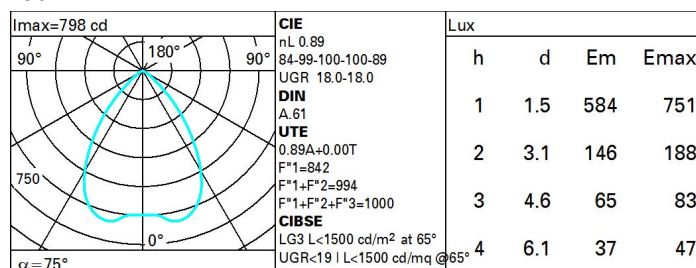 Imax=798 cd
90°
180°
90°
750
0°
α=75°
CIE
nL 0.89
84-99-100-100-89
UGR 18.0-18.0
DIN
A.61
UTE
0.89A+0.00T
F"1=842
F"1+F"2=994
F"1+F"2+F"3=1000
CIBSE
LG3 L<1500 cd/m² at 65°
UGR<19 | L<1500 cd/mq @65°
Lux
h d Em Emax
1 1.5 584 751
2 3.1 146 188
3 4.6 65 83
4 6.1 37 47